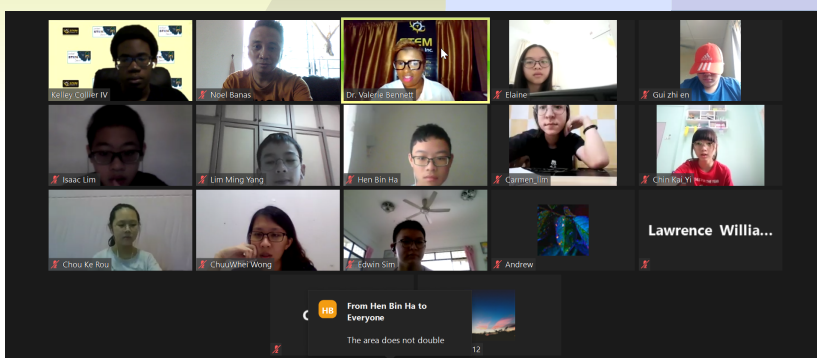 STEM
Kelley Collier IV
Noel Banas
Dr. Valerie Bennett
Elaine
Gui zhi en
Isaac Lim
Lim Ming Yang
Hen Bin Ha
Carmen_lim
Chin Kai Yi
Chou Ke Rou
ChuuWhei Wong
Edwin Sim
Andrew
Lawrence Willia...
HB
From Hen Bin Ha to
Everyone
The area does not double
12